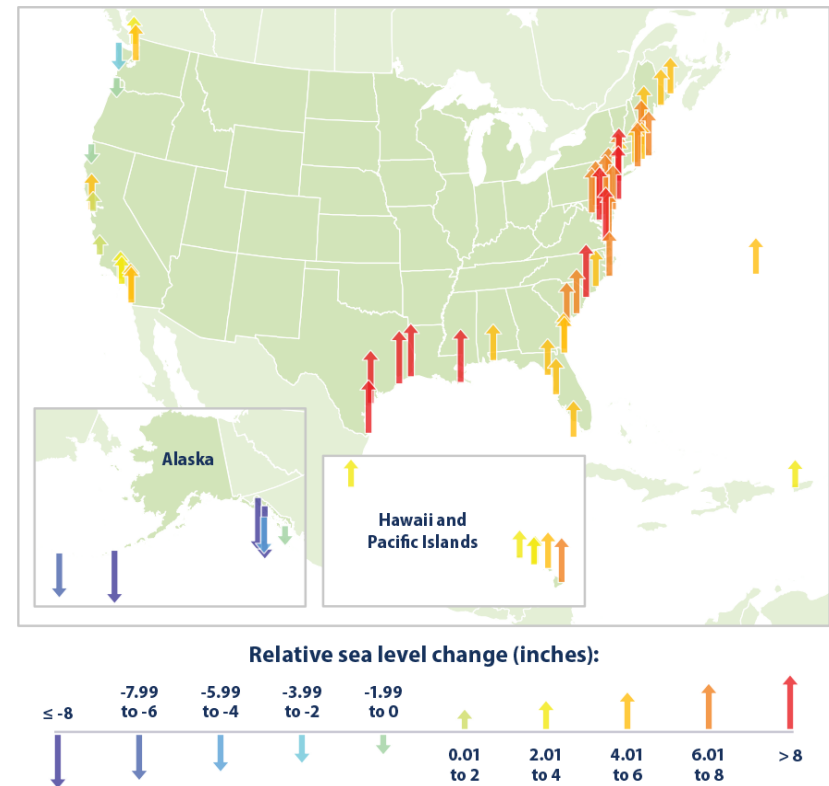 Alaska
Hawaii and
Pacific Islands
Relative sea level change (inches):
≤ -8
-7.99
to -6
-5.99
to -4
-3.99
to -2
-1.99
to 0
0.01
to 2
2.01
to 4
4.01
to 6
6.01
to 8
> 8